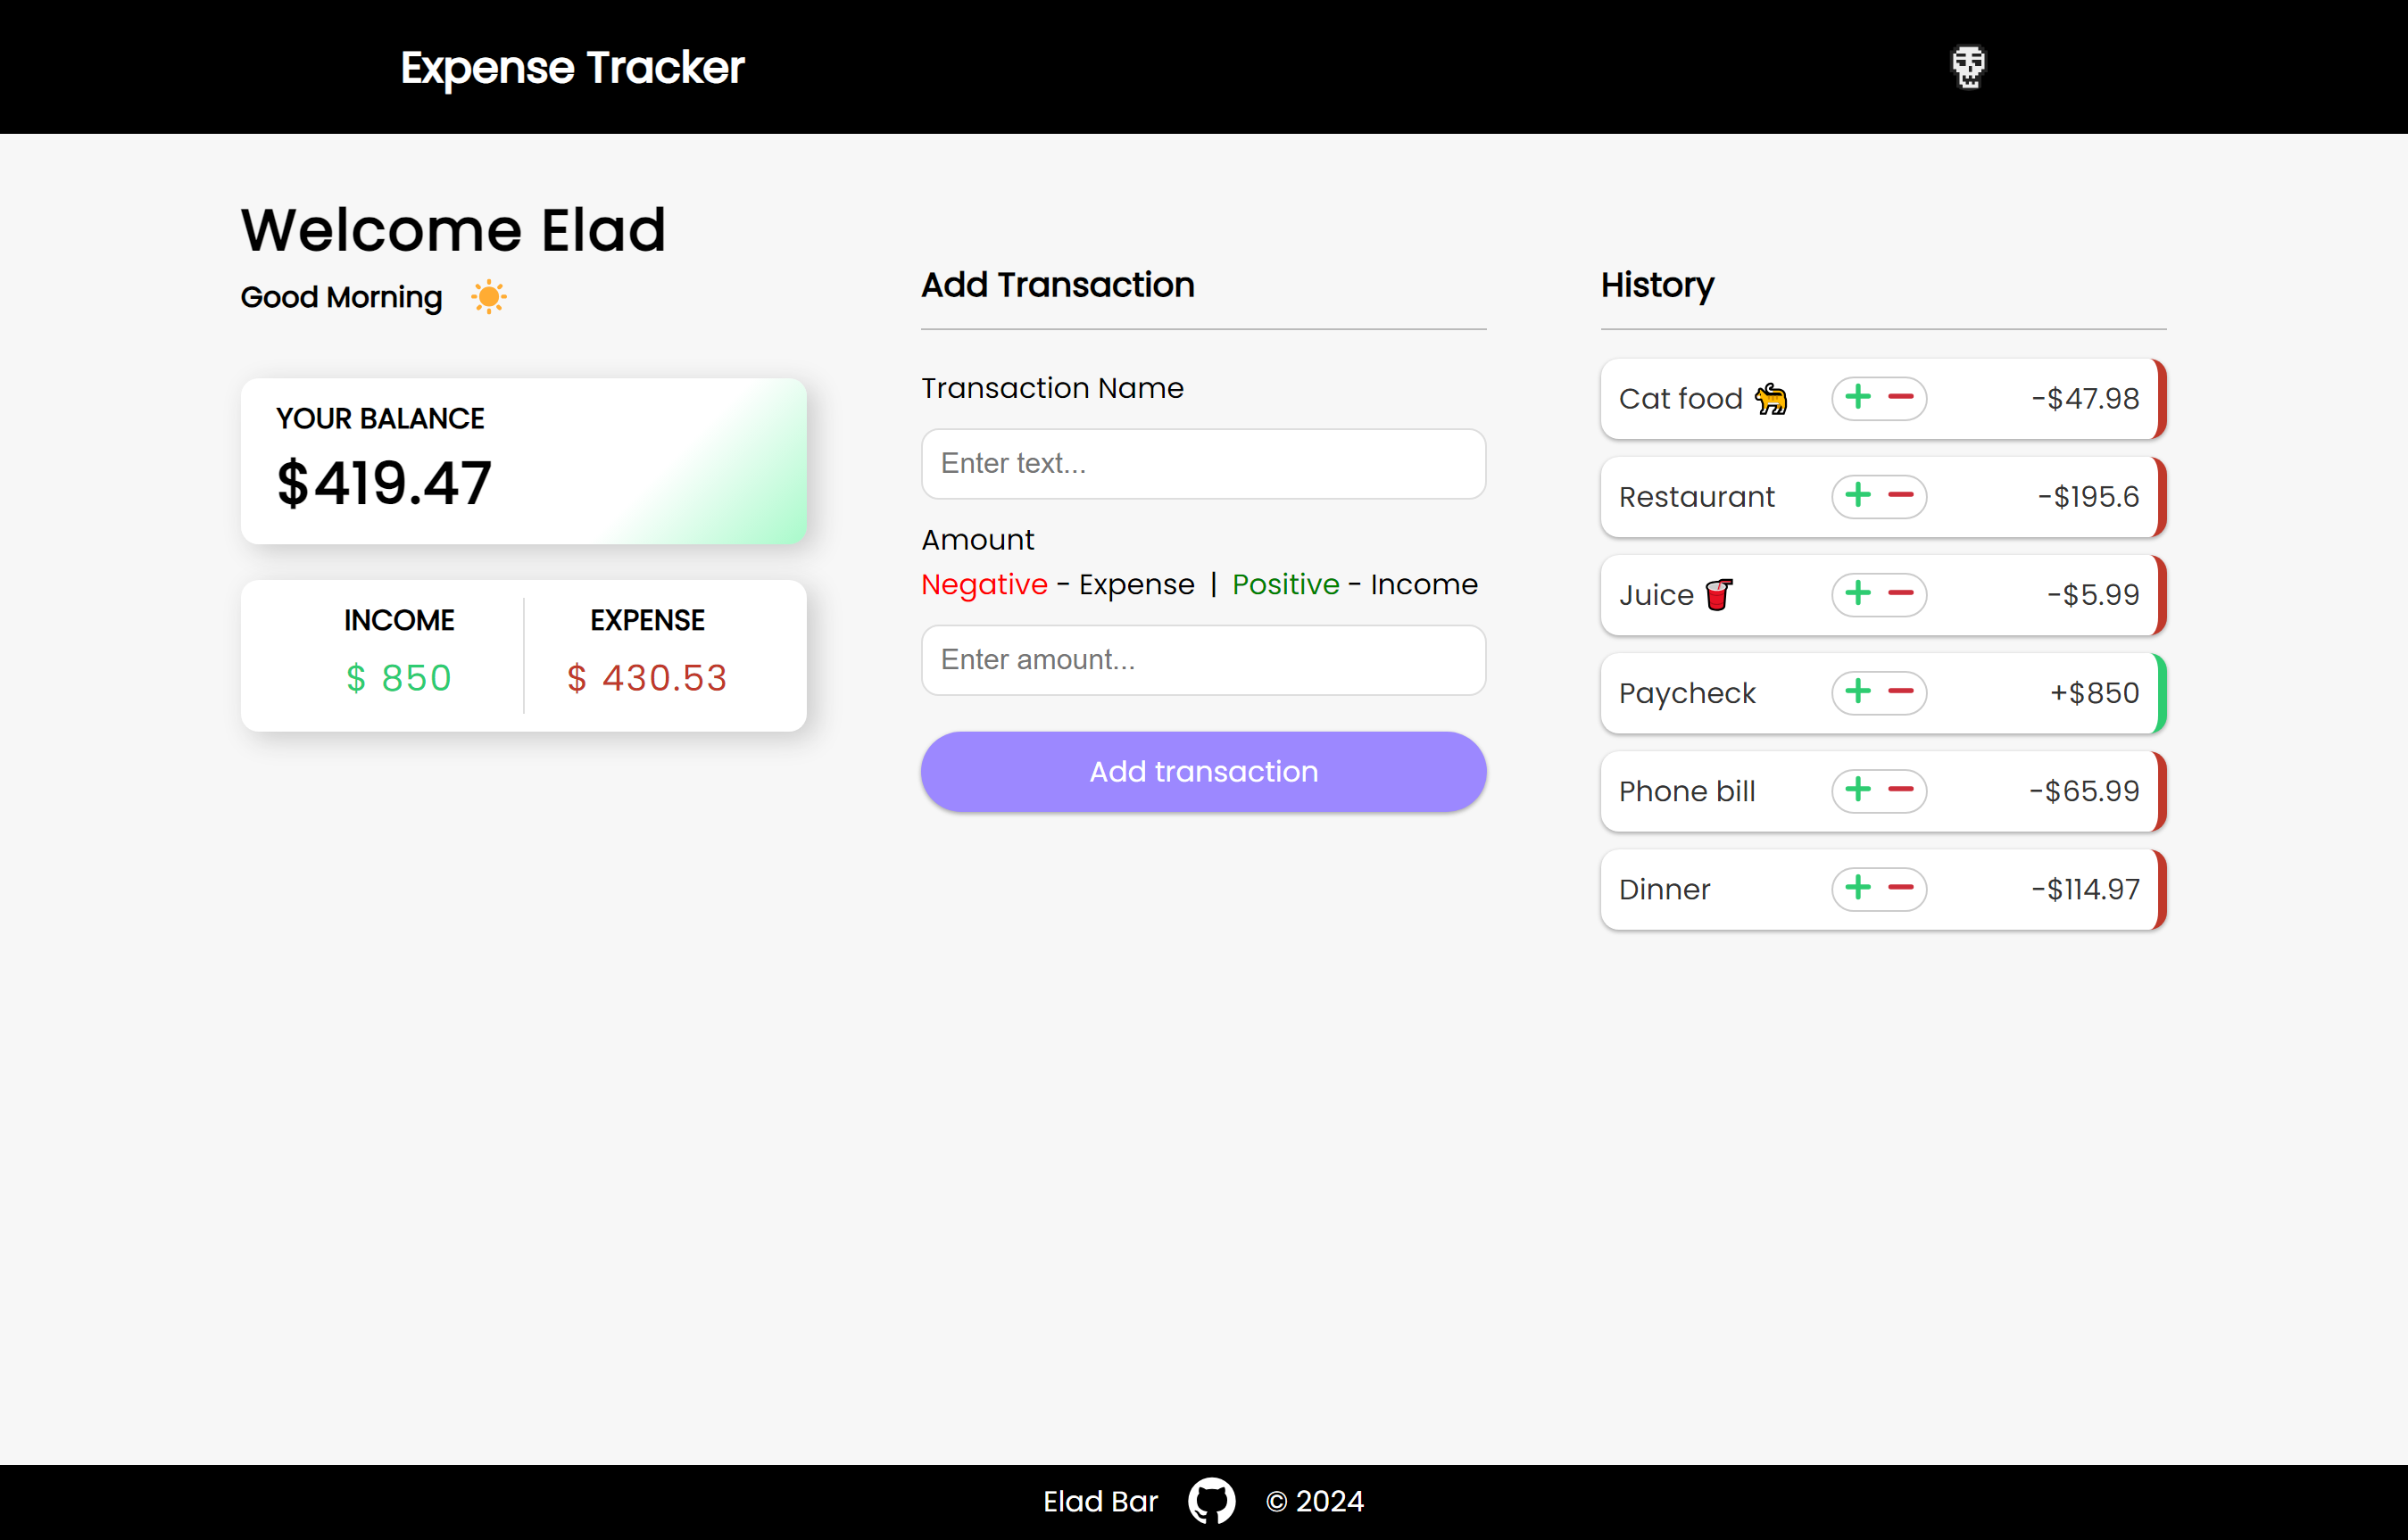 Expense Tracker
Welcome Elad
Good Morning
YOUR BALANCE
$419.47
INCOME
$ 850
EXPENSE
$ 430.53
Add Transaction
Transaction Name
Enter text...
Amount
Negative - Expense | Positive - Income
Enter amount...
Add transaction
History
Cat food 🐈 + − -$47.98
Restaurant + − -$195.6
Juice 🥤 + − -$5.99
Paycheck + − +$850
Phone bill + − -$65.99
Dinner + − -$114.97
Elad Bar © 2024